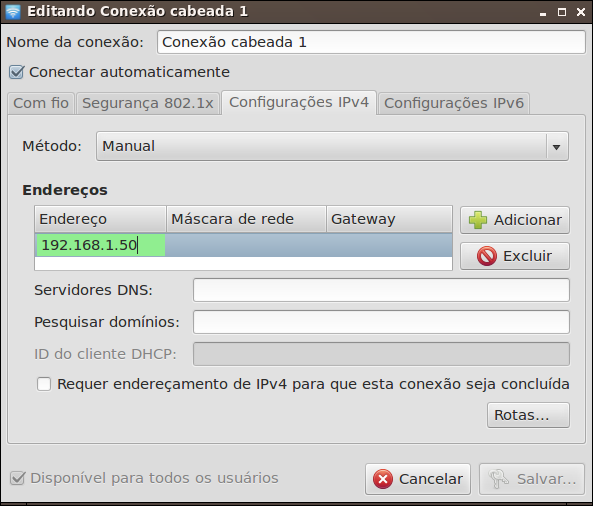 Editando Conexão cabeada 1
Nome da conexão: Conexão cabeada 1
Conectar automaticamente
Com fio Segurança 802.1x Configurações IPv4 Configurações IPv6
Método: Manual
Endereços
Endereço Máscara de rede Gateway Adicionar
192.168.1.50 Excluir
Servidores DNS:
Pesquisar domínios:
ID do cliente DHCP:
Requer endereçamento de IPv4 para que esta conexão seja concluída
Rotas...
Disponível para todos os usuários Cancelar Salvar...